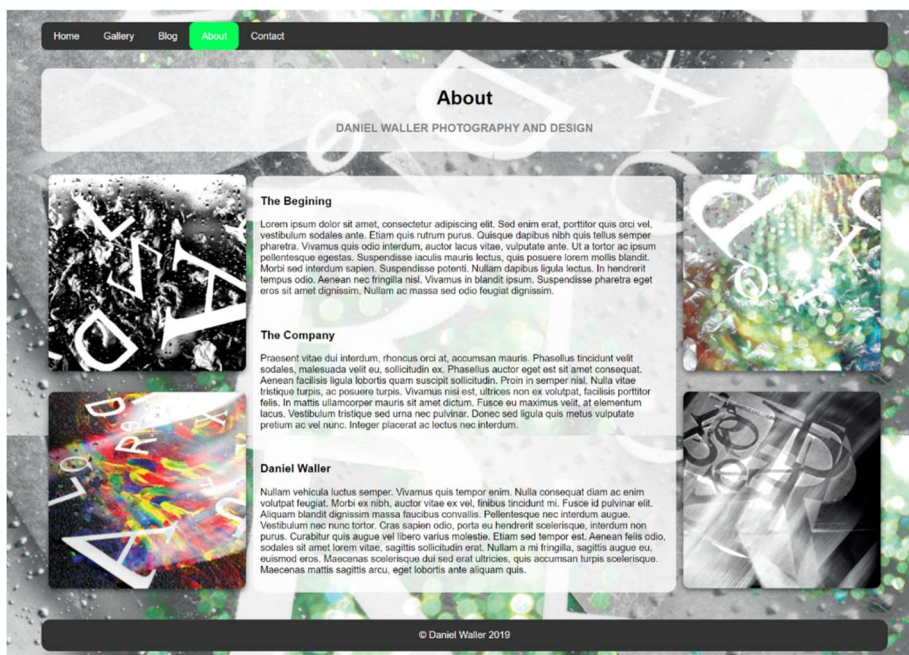 Home Gallery Blog About Contact
About
DANIEL WALLER PHOTOGRAPHY AND DESIGN
The Begining
Lorem ipsum dolor sit amet, consectetur adipiscing elit. Sed enim erat, porttitor quis orci vel,
vestibulum sodales ante. Etiam quis rutrum purus. Quisque dapibus nibh quis tellus semper
pharetra. Vivamus quis odio interdum, auctor lacus vitae, vulputate ante. Ut a tortor ac ipsum
pellentesque egestas. Suspendisse iaculis mauris lectus, quis posuere lorem mollis blandit.
Morbi sed interdum sapien. Suspendisse potenti. Nullam dapibus ligula lectus. In hendrerit
tempus odio. Aenean nec fringilla nisl. Vivamus in blandit ipsum. Suspendisse pharetra eget
eros sit amet dignissim. Nullam ac massa sed odio feugiat dignissim.
The Company
Praesent vitae dui interdum, rhoncus orci at, accumsan mauris. Phasellus tincidunt velit
sodales, malesuada velit eu, sollicitudin ex. Phasellus auctor eget est sit amet consequat.
Aenean facilisis ligula lobortis quam suscipit sollicitudin. Proin in semper nisl. Nulla vitae
tristique turpis, ac posuere turpis. Vivamus nisi est, ultrices non ex volutpat, facilisis porttitor
felis. In mattis ullamcorper mauris sit amet dictum. Fusce eu maximus velit, at elementum
lacus. Vestibulum tristique sed urna nec pulvinar. Donec sed ligula quis metus vulputate
pretium ac vel nunc. Integer placerat ac lectus nec interdum.
Daniel Waller
Nullam vehicula luctus semper. Vivamus quis tempor enim. Nulla consequat diam ac enim
volutpat feugiat. Morbi ex nibh, auctor vitae ex vel, finibus tincidunt mi. Fusce id pulvinar elit.
Aliquam blandit dignissim massa faucibus convallis. Pellentesque nec interdum augue.
Vestibulum nec nunc tortor. Cras sapien odio, porta eu hendrerit scelerisque, interdum non
purus. Curabitur quis augue vel libero varius molestie. Etiam sed tempor est. Aenean felis odio,
sodales sit amet lorem vitae, sagittis sollicitudin erat. Nullam a mi fringilla, sagittis augue eu,
euismod eros. Maecenas scelerisque dui sed erat ultricies, quis accumsan turpis scelerisque.
Maecenas mattis sagittis arcu, eget lobortis ante aliquam quis.
© Daniel Waller 2019